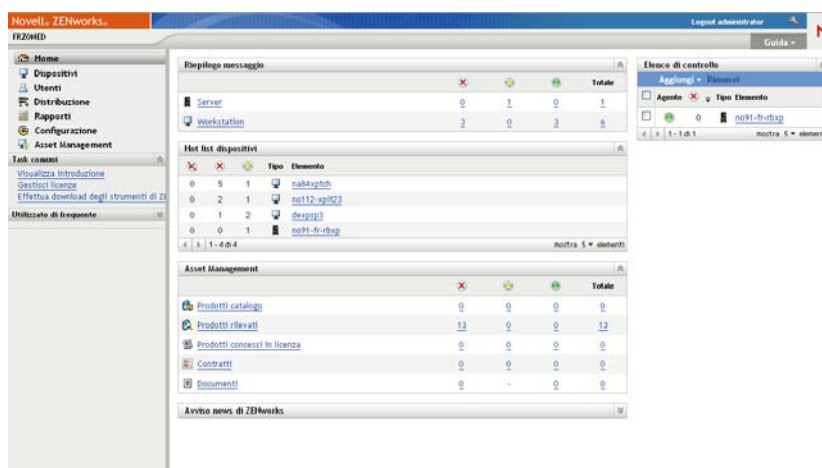 Novell® ZENworks®
Logout administrator
FRZONED
Guida
Home
Dispositivi
Utenti
Distribuzione
Rapporti
Configurazione
Asset Management
Task comuni
Visualizza Introduzione
Gestisci licenze
Effettua download degli strumenti di ZE
Utilizzato di frequente
Riepilogo messaggio
Totale
Server 0 1 0 1
Workstation 3 0 3 6
Hot list dispositivi
Tipo Elemento
0 5 1 na84xptch
0 2 1 no112-xplt23
0 1 2 dexpsp3
0 0 1 no91-fr-rbxp
1 - 4 di 4 mostra 5 elementi
Asset Management
Totale
Prodotti catalogo 0 0 0 0
Prodotti rilevati 13 0 0 13
Prodotti concessi in licenza 0 0 0 0
Contratti 0 0 0 0
Documenti 0 - 0 0
Avviso news di ZENworks
Elenco di controllo
Aggiungi Rimuovi
Agente Tipo Elemento
0 no91-fr-rbxp
1 - 1 di 1 mostra 5 element